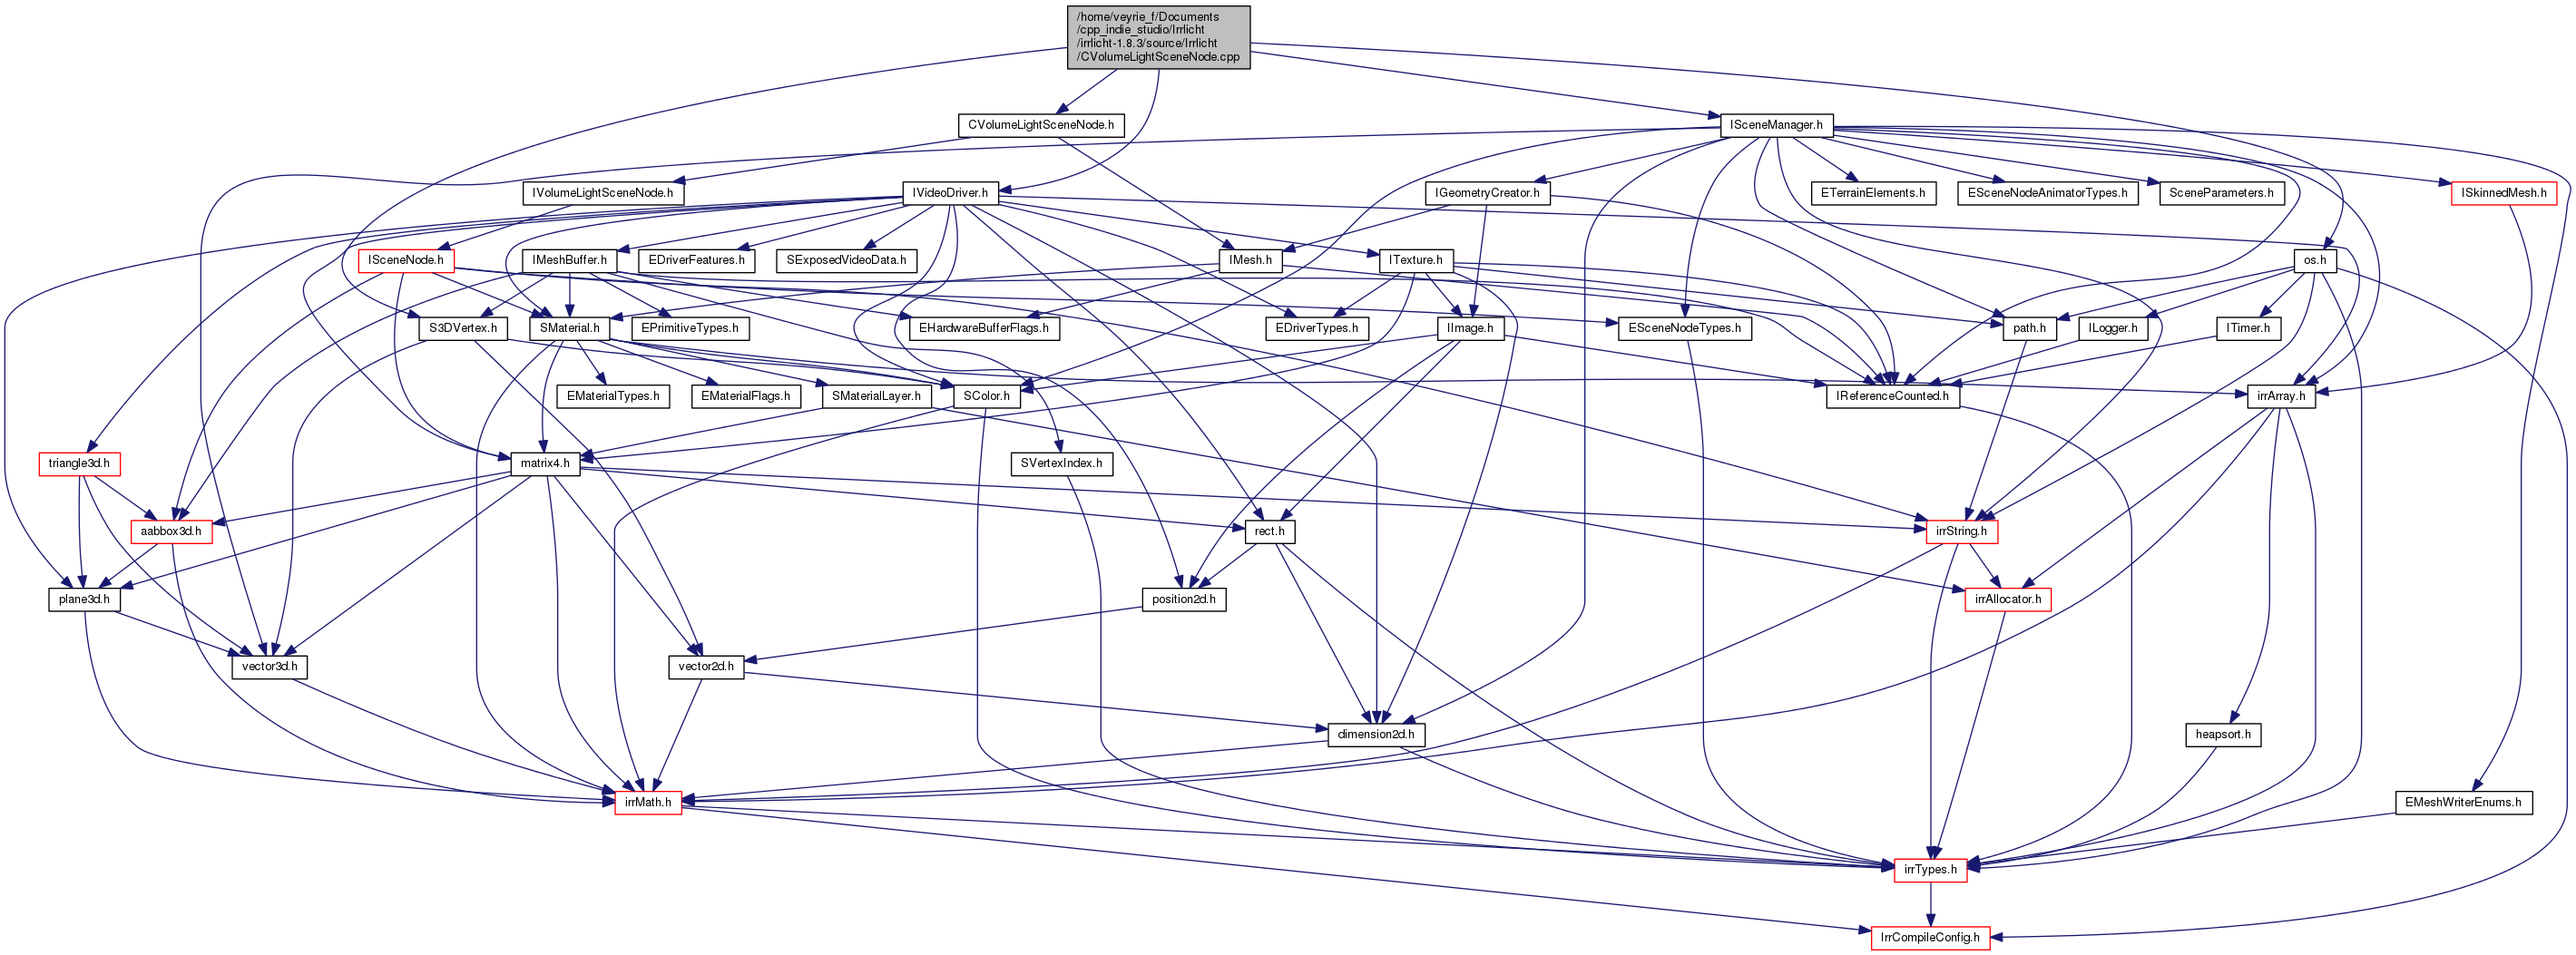 /home/veyrie_f/Documents
/cpp_indie_studio/Irrlicht
/irrlicht-1.8.3/source/Irrlicht
/CVolumeLightSceneNode.cpp
CVolumeLightSceneNode.h
ISceneManager.h
IVolumeLightSceneNode.h
IVideoDriver.h
IGeometryCreator.h
ETerrainElements.h
ESceneNodeAnimatorTypes.h
SceneParameters.h
ISkinnedMesh.h
ISceneNode.h
IMeshBuffer.h
EDriverFeatures.h
SExposedVideoData.h
IMesh.h
ITexture.h
os.h
S3DVertex.h
SMaterial.h
EPrimitiveTypes.h
EHardwareBufferFlags.h
EDriverTypes.h
IImage.h
ESceneNodeTypes.h
path.h
ILogger.h
ITimer.h
EMaterialTypes.h
EMaterialFlags.h
SMaterialLayer.h
SColor.h
IReferenceCounted.h
irrArray.h
triangle3d.h
matrix4.h
SVertexIndex.h
aabbox3d.h
rect.h
irrString.h
plane3d.h
position2d.h
irrAllocator.h
vector3d.h
vector2d.h
dimension2d.h
heapsort.h
irrMath.h
EMeshWriterEnums.h
irrTypes.h
IrrCompileConfig.h